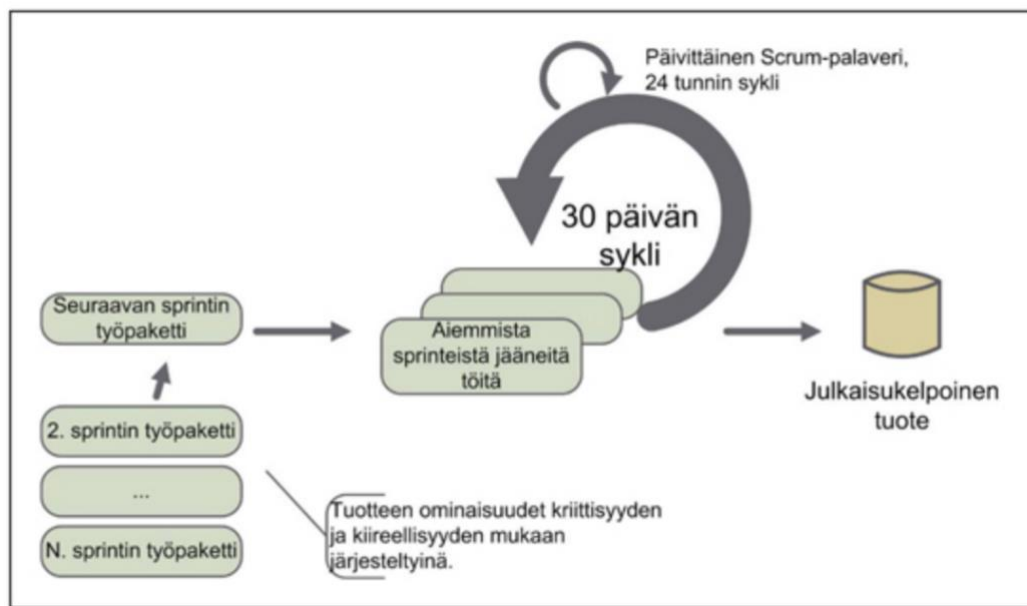 Päivittäinen Scrum-palaveri,
24 tunnin sykli
30 päivän
sykli
Seuraavan sprintin
työpaketti
Aiemmista
sprinteistä jääneitä
töitä
Julkaisukelpoinen
tuote
2. sprintin työpaketti
...
N. sprintin työpaketti
Tuotteen ominaisuudet kriittisyyden
ja kiireellisyyden mukaan
järjesteltyinä.